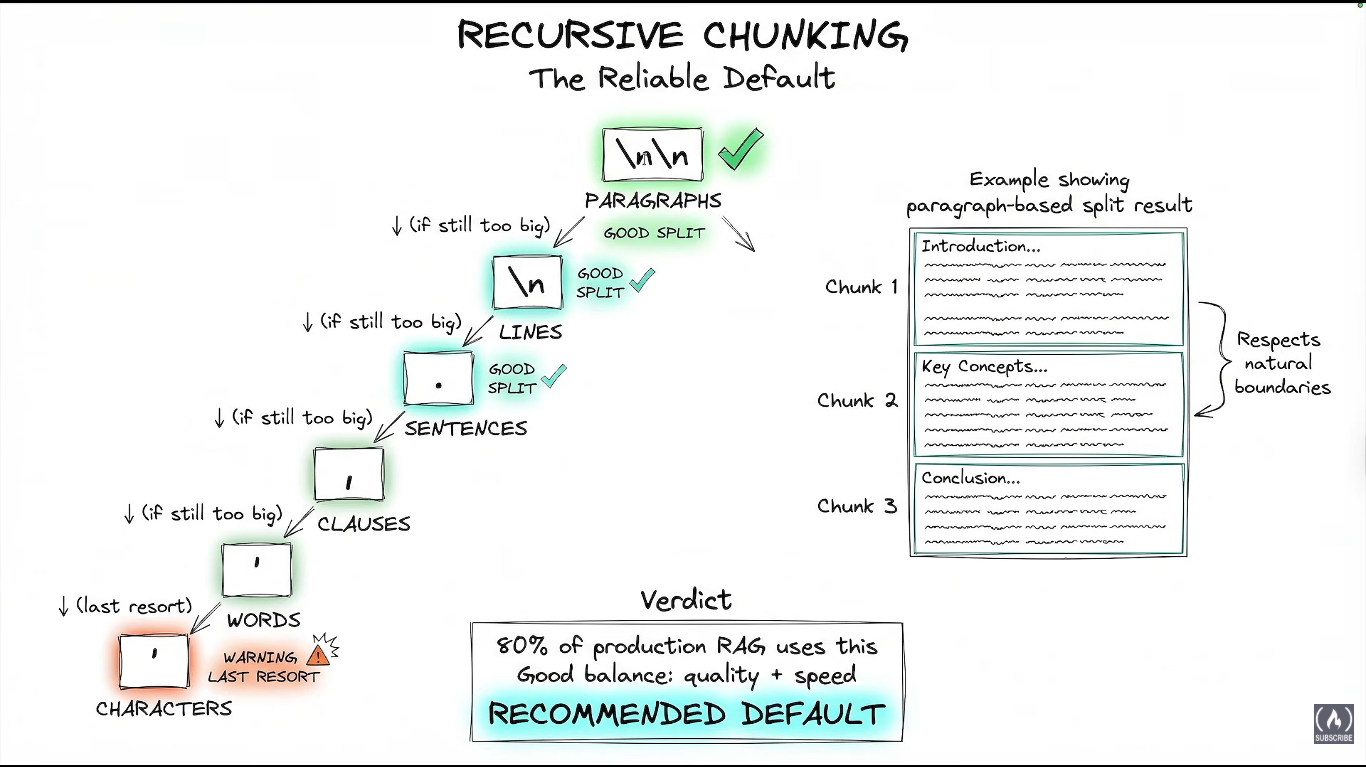 RECURSIVE CHUNKING
The Reliable Default
\n\n
PARAGRAPHS
GOOD SPLIT
↓ (if still too big)
\n
GOOD
SPLIT
LINES
↓ (if still too big)
.
GOOD
SPLIT
SENTENCES
↓ (if still too big)
,
CLAUSES
↓ (if still too big)
'
WORDS
↓ (last resort)
'
WARNING
LAST RESORT
CHARACTERS
Example showing
paragraph-based split result
Chunk 1
Introduction...
Chunk 2
Key Concepts...
Chunk 3
Conclusion...
Respects
natural
boundaries
Verdict
80% of production RAG uses this
Good balance: quality + speed
RECOMMENDED DEFAULT
SUBSCRIBE